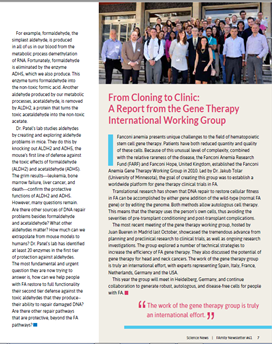 For example, formaldehyde, the
simplest aldehyde, is produced
in all of us in our blood from the
metabolic process demethylation
of RNA. Fortunately, formaldehyde
is eliminated by the enzyme
ADH5, which we also produce. This
enzyme turns formaldehyde into
the non-toxic formic acid. Another
aldehyde produced by our metabolic
processes, acetaldehyde, is removed
by ALDH2, a protein that turns the
toxic acetaldehyde into the non-toxic
acetate.
Dr. Patel's lab studies aldehydes
by creating and exploring aldehyde
problems in mice. They do this by
knocking out ALDH2 and ADH5, the
mouse's first line of defense against
the toxic effects of formaldehyde
(ALDH2) and acetaldehyde (ADH5).
The grim results—leukemia, bone
marrow failure, liver cancer, and
death—confirm the protective
functions of ALDH2 and ADH5.
However, many questions remain.
Are there other sources of DNA repair
problems besides formaldehyde
and acetaldehyde? What other
aldehydes matter? How much can we
extrapolate from mouse models to
humans? Dr. Patel's lab has identified
at least 20 enzymes in the first tier
of protection against aldehydes.
The most fundamental and urgent
question they are now trying to
answer is, how can we help people
with FA restore to full functionality
their second tier defense against the
toxic aldehydes that they produce–
their ability to repair damaged DNA?
Are there other repair pathways
that are protective, beyond the FA
pathways?
From Cloning to Clinic:
A Report from the Gene Therapy
International Working Group
Fanconi anemia presents unique challenges to the field of hematopoietic
stem cell gene therapy. Patients have both reduced quantity and quality
of these cells. Because of this unusual level of complexity, combined
with the relative rareness of the disease, the Fanconi Anemia Research
Fund (FARF) and Fanconi Hope, United Kingdom, established the Fanconi
Anemia Gene Therapy Working Group in 2010. Led by Dr. Jakub Tolar
(University of Minnesota), the goal of creating this group was to establish a
worldwide platform for gene therapy clinical trials in FA.
Translational research has shown that DNA repair to restore cellular fitness
in FA can be accomplished by either gene addition of the wild-type (normal FA
gene) or by editing the genome. Both methods allow autologous cell therapy.
This means that the therapy uses the person's own cells, thus avoiding the
severities of pre-transplant conditioning and post transplant complications.
The most recent meeting of the gene therapy working group, hosted by
Juan Bueren in Madrid last October, showcased the tremendous advance from
planning and preclinical research to clinical trials, as well as ongoing research
investigations. The group explored a number of technical strategies to
increase the efficiency of FA gene therapy. They also discussed the potential of
gene therapy for head and neck cancers. The work of the gene therapy group
is truly an international effort, with experts representing Spain, Italy, France,
Netherlands, Germany and the USA.
This year the group will meet in Heidelberg, Germany, and continue
collaboration to generate robust, autologous, and disease-free cells for people
with FA.
“ The work of the gene therapy group is truly
an international effort. ”
Science News | Family Newsletter #61 7